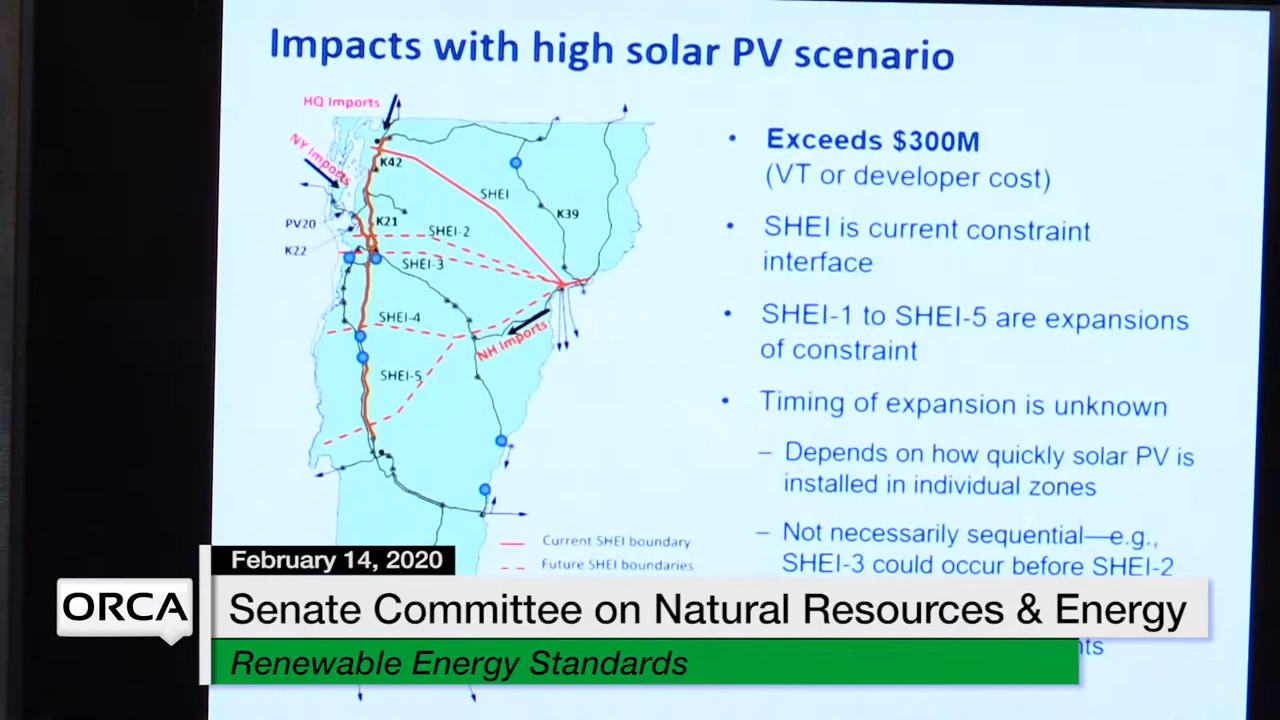 Impacts with high solar PV scenario
HQ Imports
NY Imports
K42
SHEI
K39
PV20
K21
SHEI-2
K22
SHEI-3
SHEI-4
NH Imports
SHEI-5
Current SHEI boundary
Future SHEI boundaries
• Exceeds $300M
(VT or developer cost)
• SHEI is current constraint
interface
• SHEI-1 to SHEI-5 are expansions
of constraint
• Timing of expansion is unknown
– Depends on how quickly solar PV is
installed in individual zones
– Not necessarily sequential—e.g.,
SHEI-3 could occur before SHEI-2
February 14, 2020
ORCA
Senate Committee on Natural Resources & Energy
Renewable Energy Standards